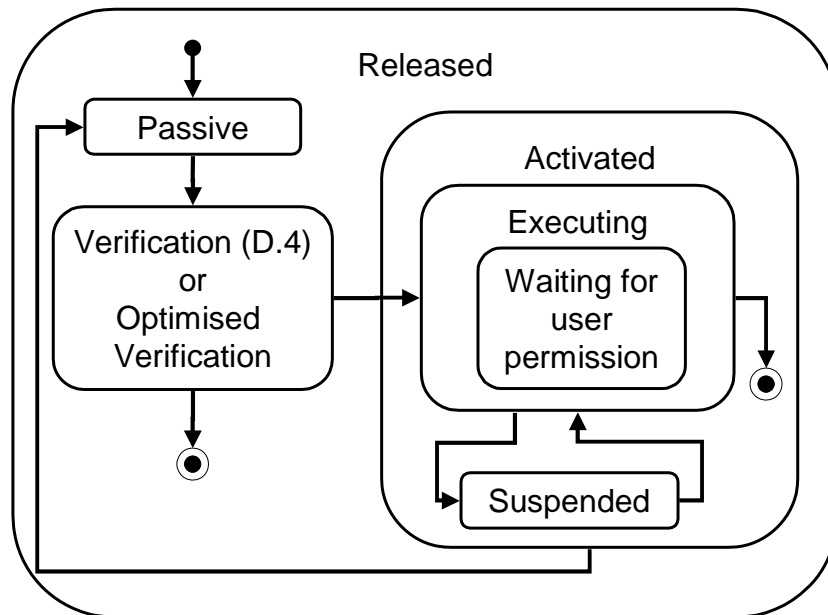 Released
Passive
Activated
Verification (D.4)
or
Optimised
Verification
Executing
Waiting for
user
permission
Suspended